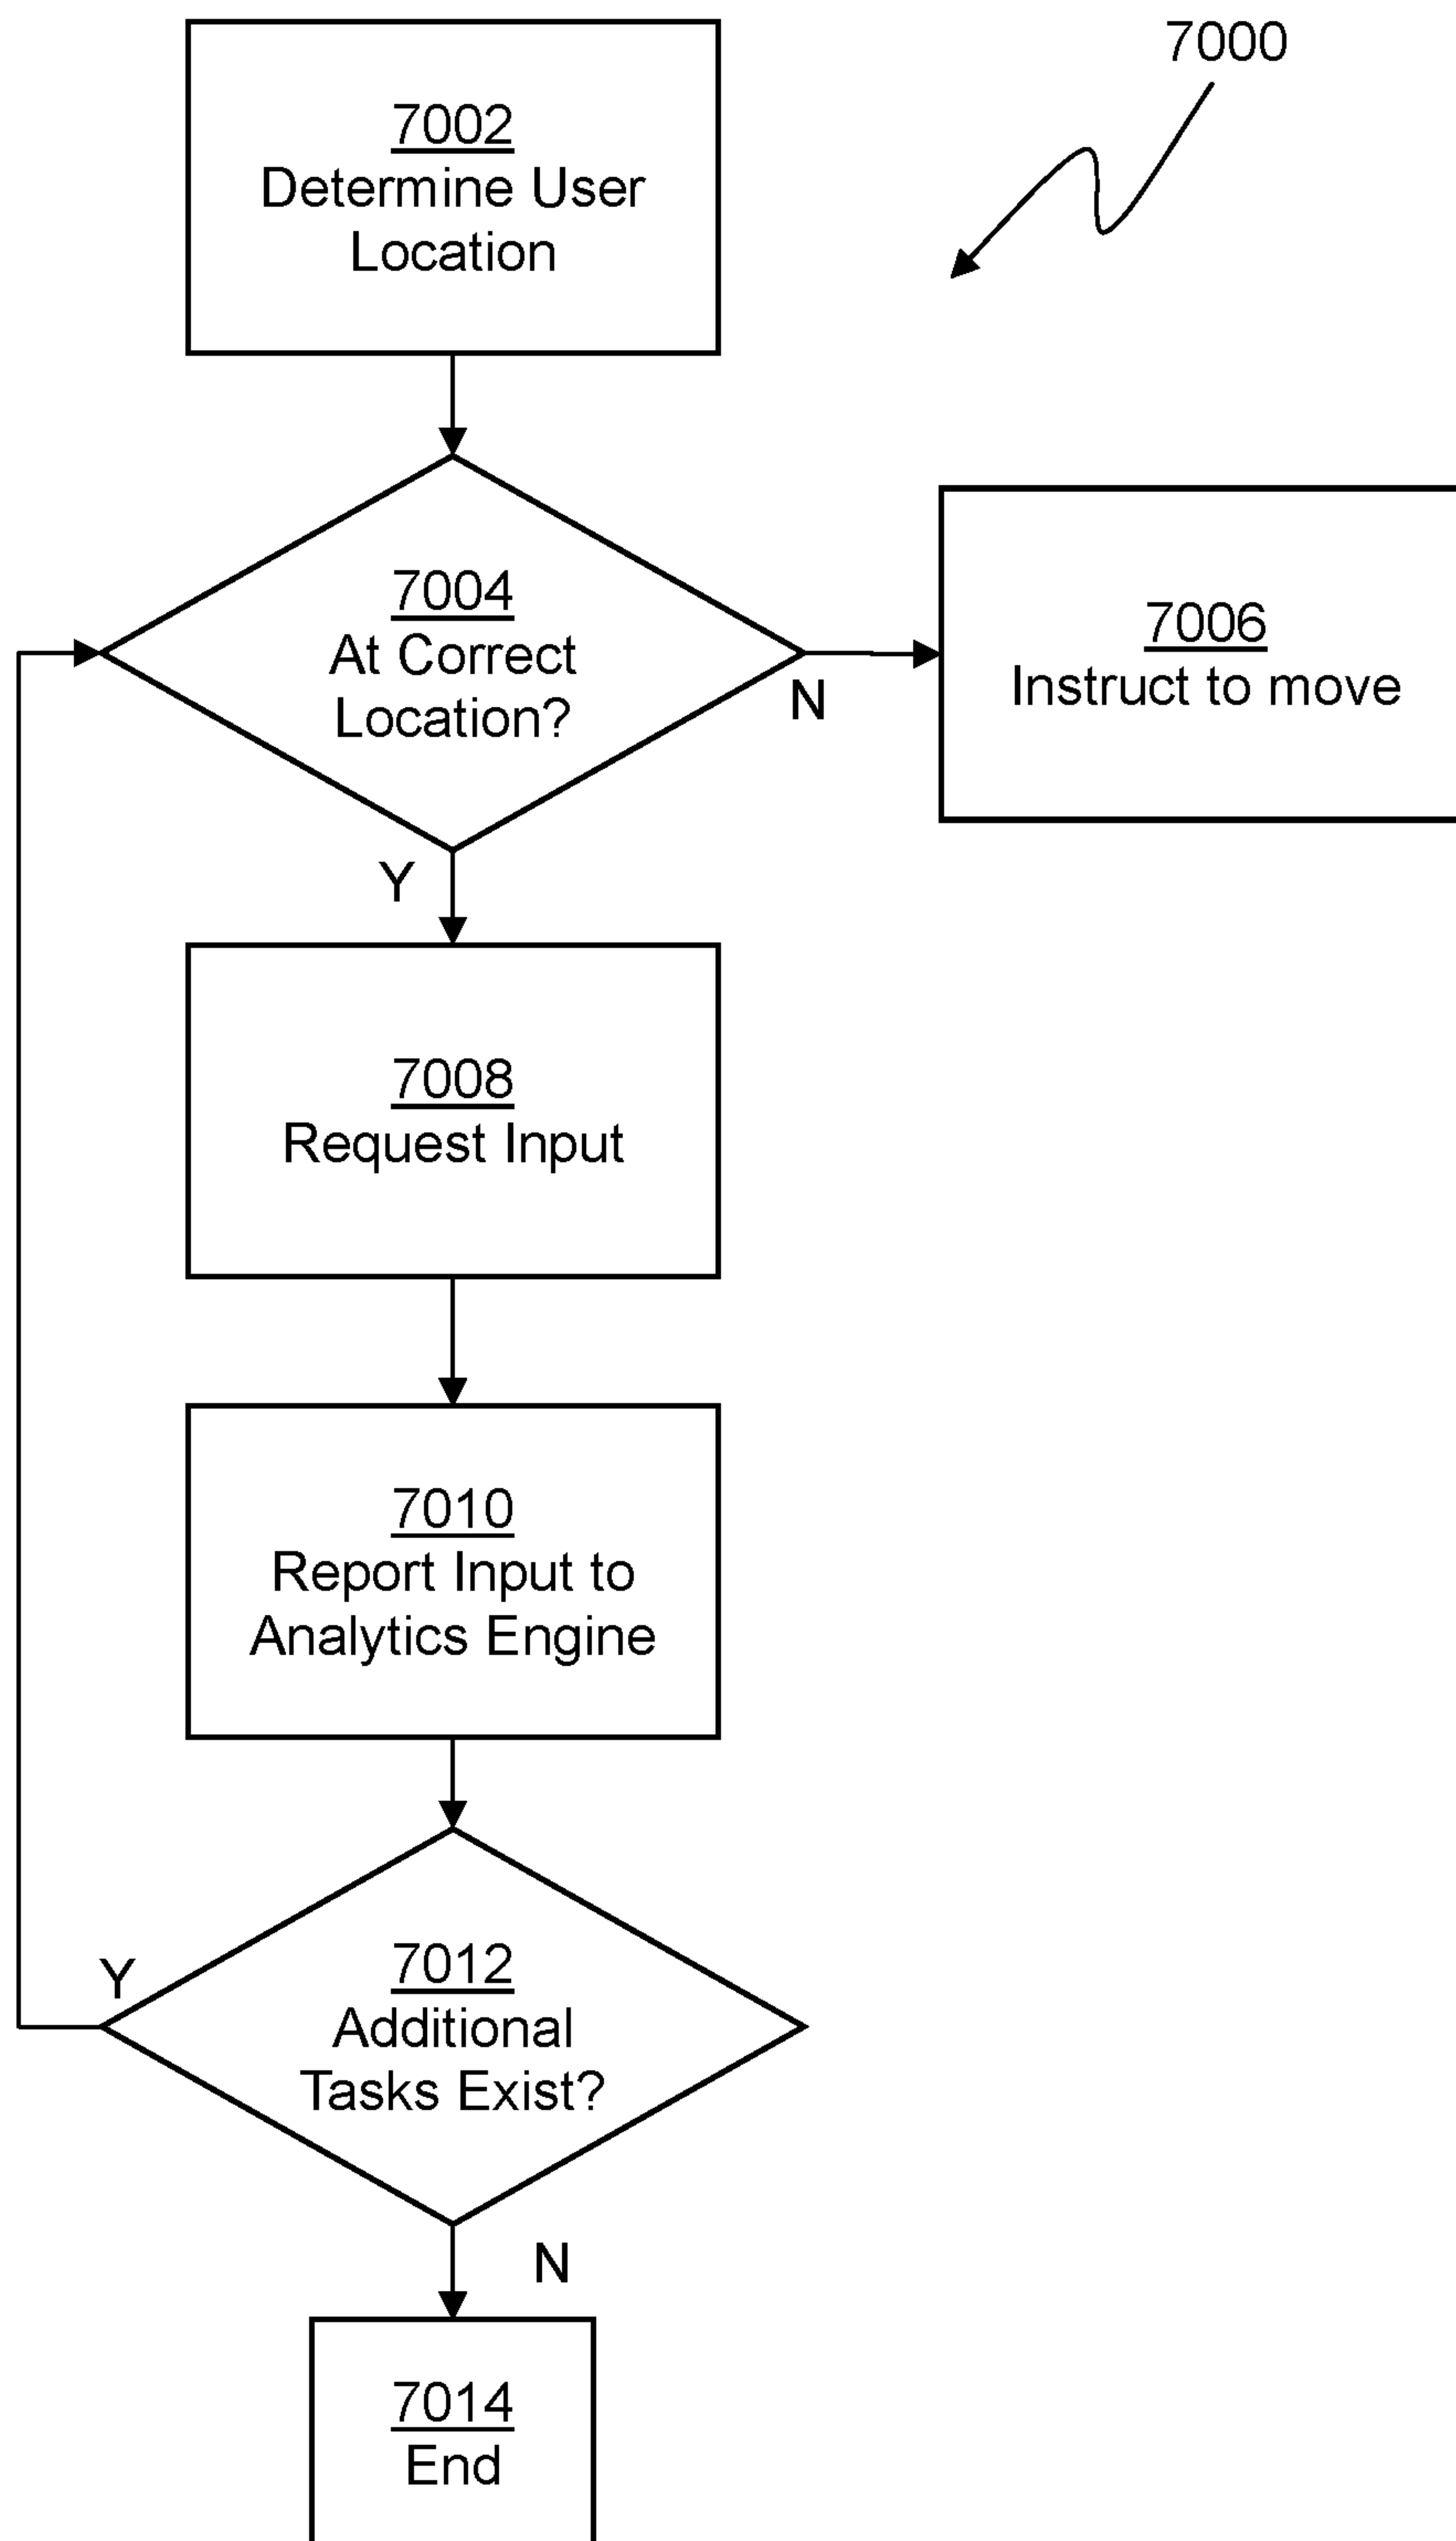 7000
7002
Determine User
Location
7004
At Correct
Location?
N
7006
Instruct to move
Y
7008
Request Input
7010
Report Input to
Analytics Engine
Y
7012
Additional
Tasks Exist?
N
7014
End